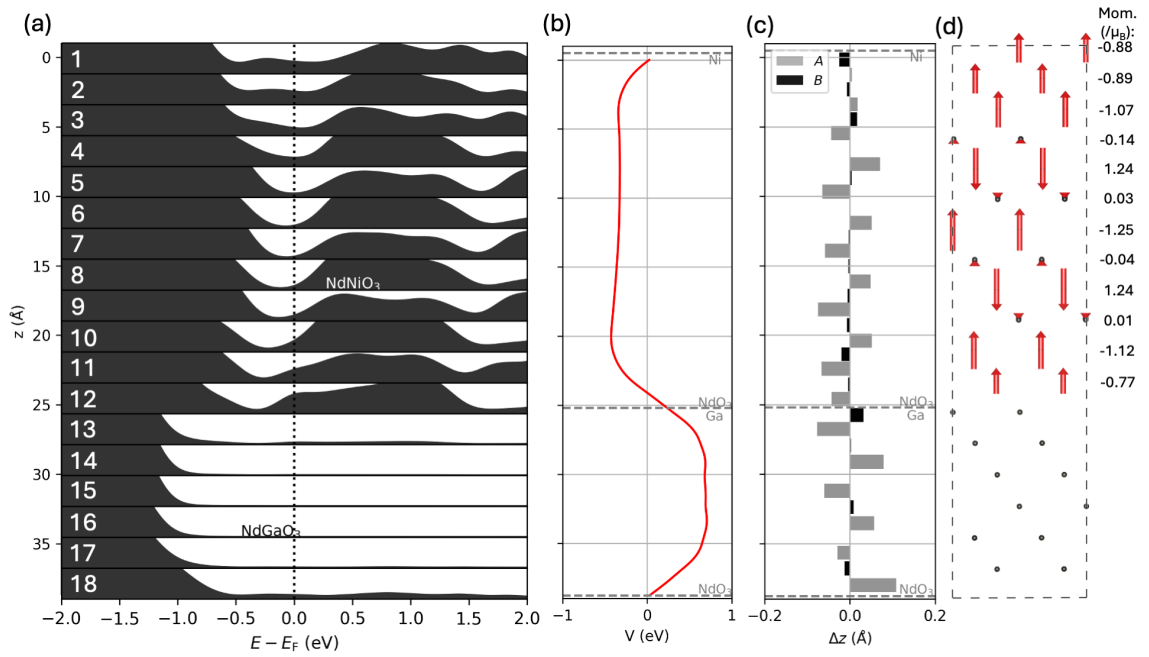 (a)
(b)
(c)
(d)
Mom.
(/μB):
0
5
10
15
20
25
30
35
z (Å)
1
2
3
4
5
6
7
8
9
10
11
12
13
14
15
16
17
18
NdNiO₃
NdGaO₃
−2.0 −1.5 −1.0 −0.5 0.0 0.5 1.0 1.5 2.0
E − EF (eV)
Ni
NdO₃
Ga
NdO₃
−1 0 1
V (eV)
A
B
Ni
NdO₃
Ga
NdO₃
−0.2 0.0 0.2
Δz (Å)
-0.88
-0.89
-1.07
-0.14
1.24
0.03
-1.25
-0.04
1.24
0.01
-1.12
-0.77